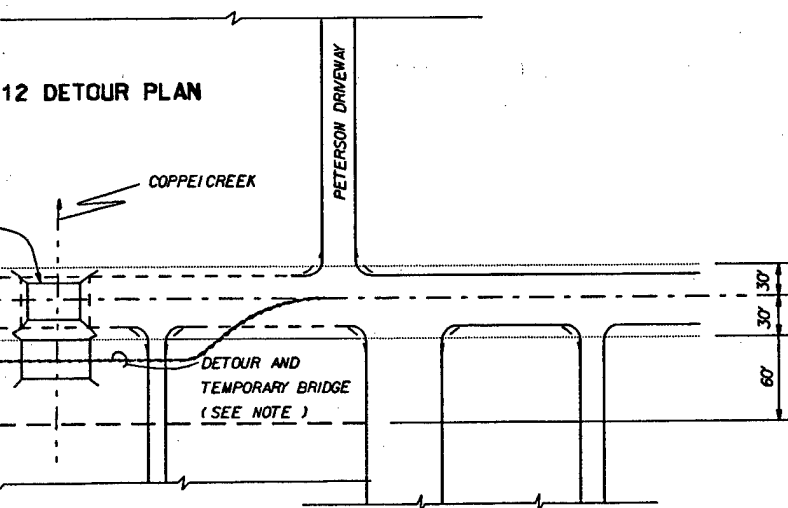 12 DETOUR PLAN
PETERSON DRIVEWAY
COPPEI CREEK
30'
30'
60'
DETOUR AND
TEMPORARY BRIDGE
( SEE NOTE )